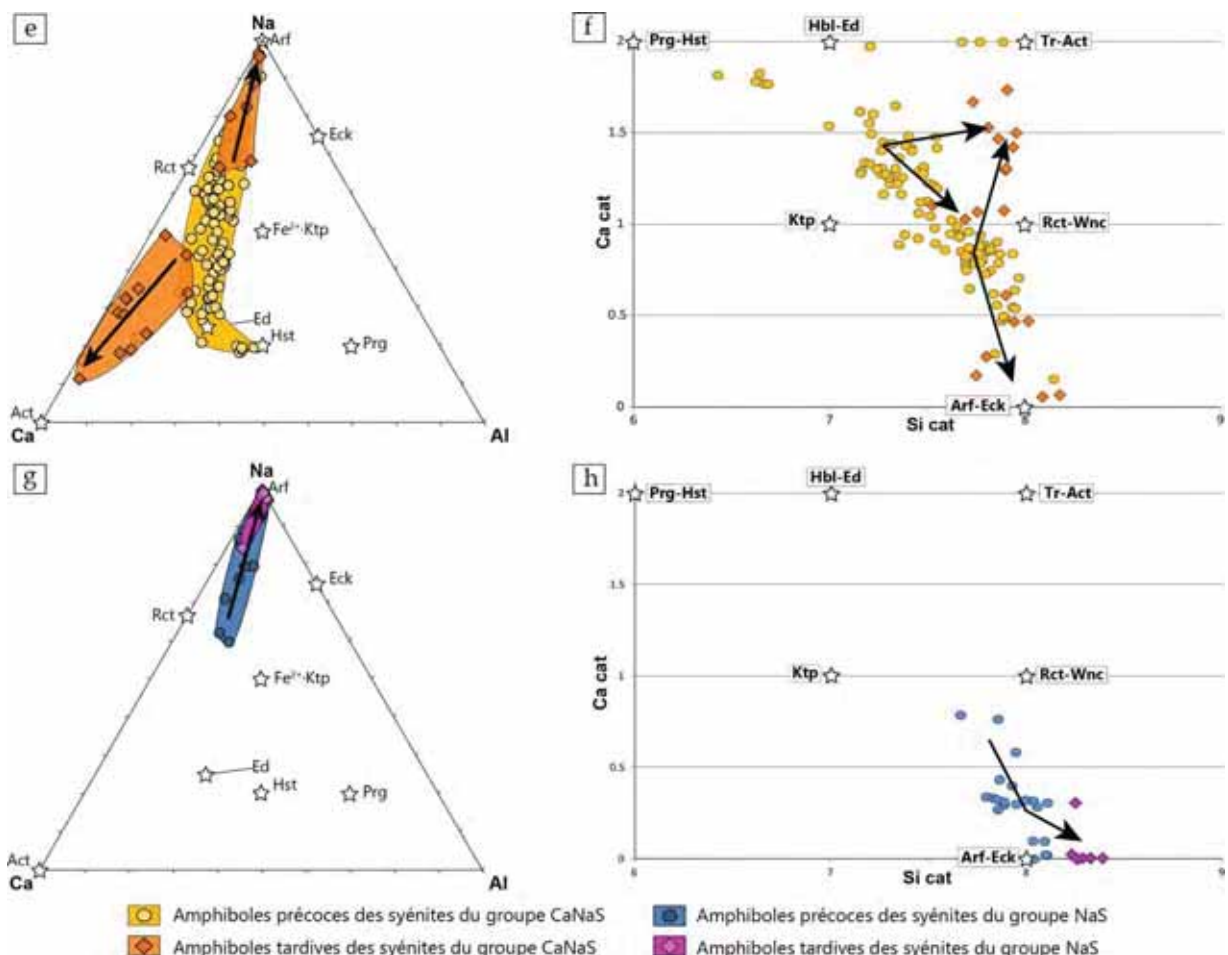 e
Na
Arf
Eck
Rct
Fe²⁺-Ktp
Ed
Hst
Prg
Act
Ca
Al
f
Hbl-Ed
Prg-Hst
Tr-Act
2
1.5
Ca cat
1
Ktp
Rct-Wnc
0.5
Arf-Eck
0
6
7
Si cat
8
9
g
Na
Arf
Eck
Rct
Fe²⁺-Ktp
Ed
Hst
Prg
Act
Ca
Al
h
Hbl-Ed
Prg-Hst
Tr-Act
2
1.5
Ca cat
1
Ktp
Rct-Wnc
0.5
Arf-Eck
0
6
7
Si cat
8
9
Amphiboles précoces des syénites du groupe CaNaS
Amphiboles tardives des syénites du groupe CaNaS
Amphiboles précoces des syénites du groupe NaS
Amphiboles tardives des syénites du groupe NaS